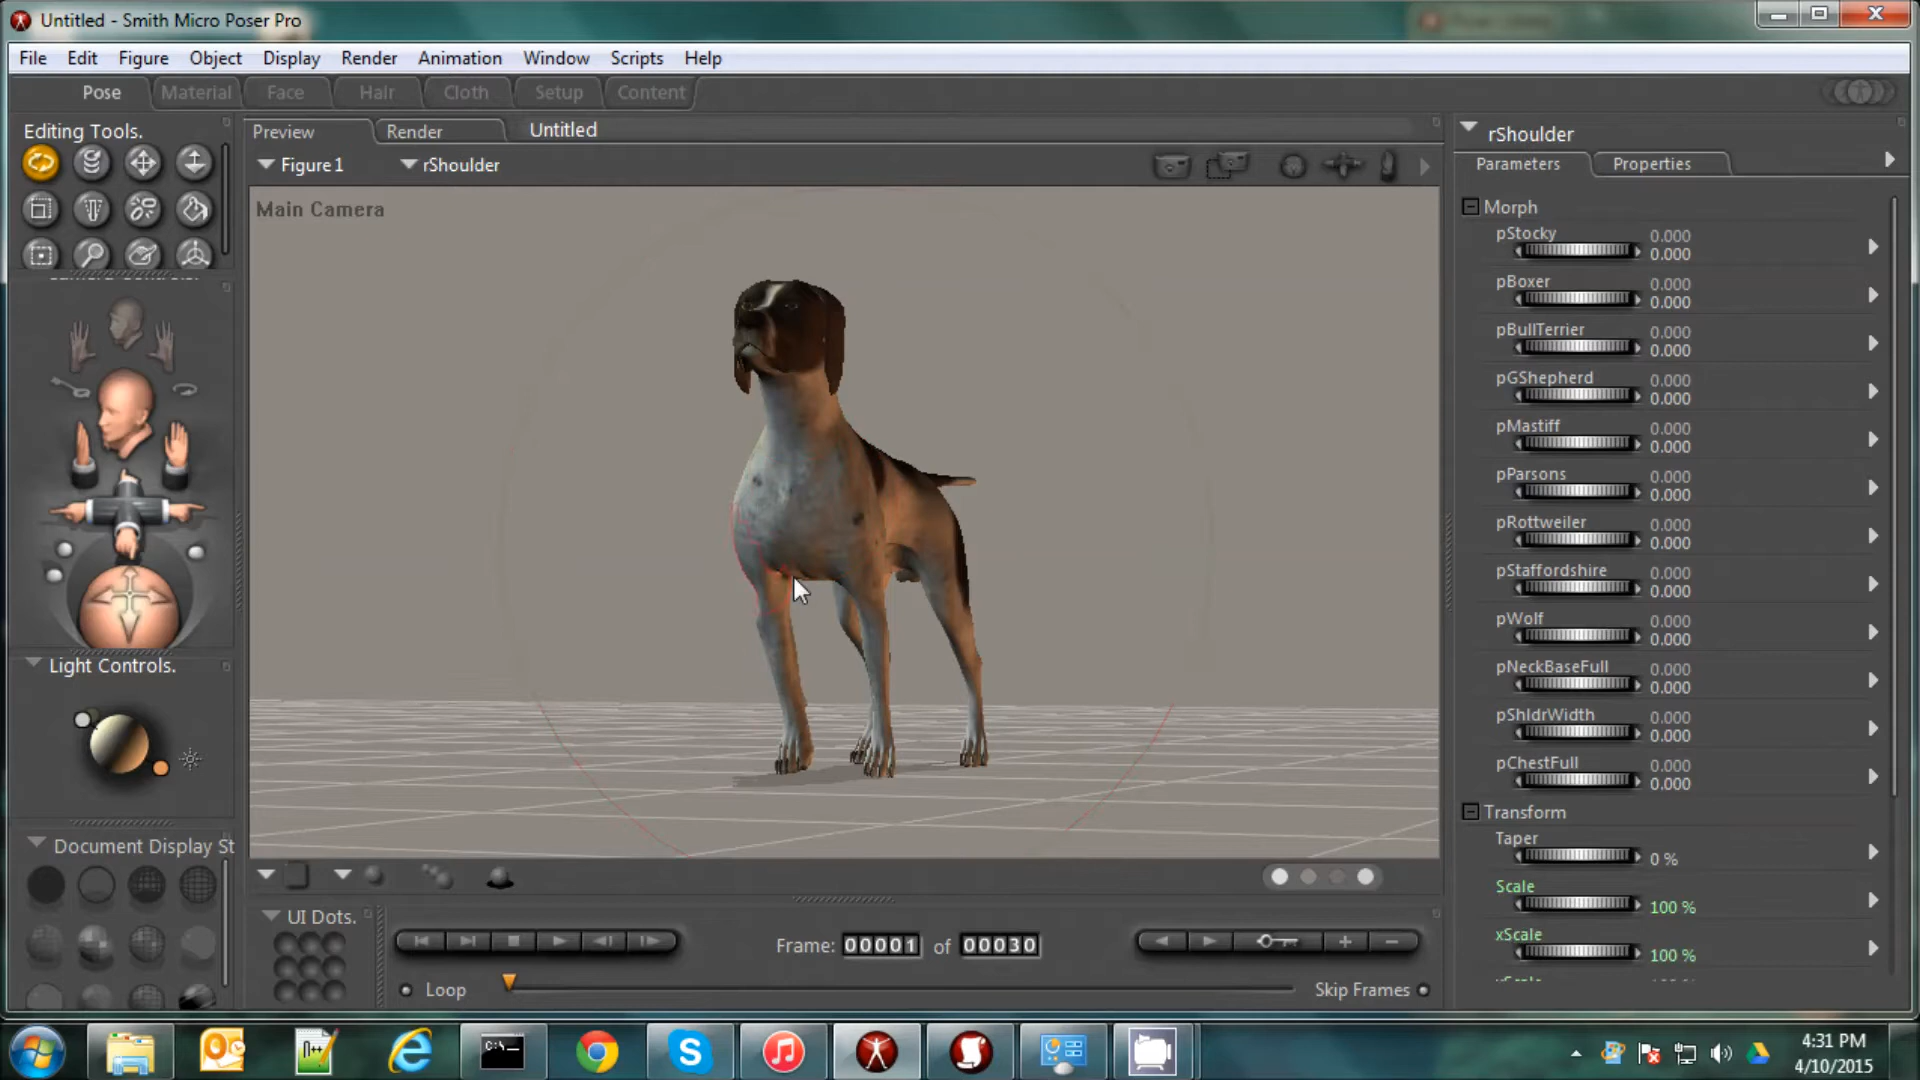 Untitled - Smith Micro Poser Pro
File Edit Figure Object Display Render Animation Window Scripts Help
Pose Material Face Hair Cloth Setup Content
Editing Tools.
Preview Render Untitled
Figure 1 rShoulder
Main Camera
Light Controls.
Document Display St
UI Dots.
Frame: 00001 of 00030
Loop Skip Frames
rShoulder
Parameters Properties
Morph
pStocky 0.000
0.000
pBoxer 0.000
0.000
pBullTerrier 0.000
0.000
pGShepherd 0.000
0.000
pMastiff 0.000
0.000
pParsons 0.000
0.000
pRottweiler 0.000
0.000
pStaffordshire 0.000
0.000
pWolf 0.000
0.000
pNeckBaseFull 0.000
0.000
pShldrWidth 0.000
0.000
pChestFull 0.000
0.000
Transform
Taper
0 %
Scale
100 %
xScale
100 %
C:\
n++
4:31 PM
4/10/2015